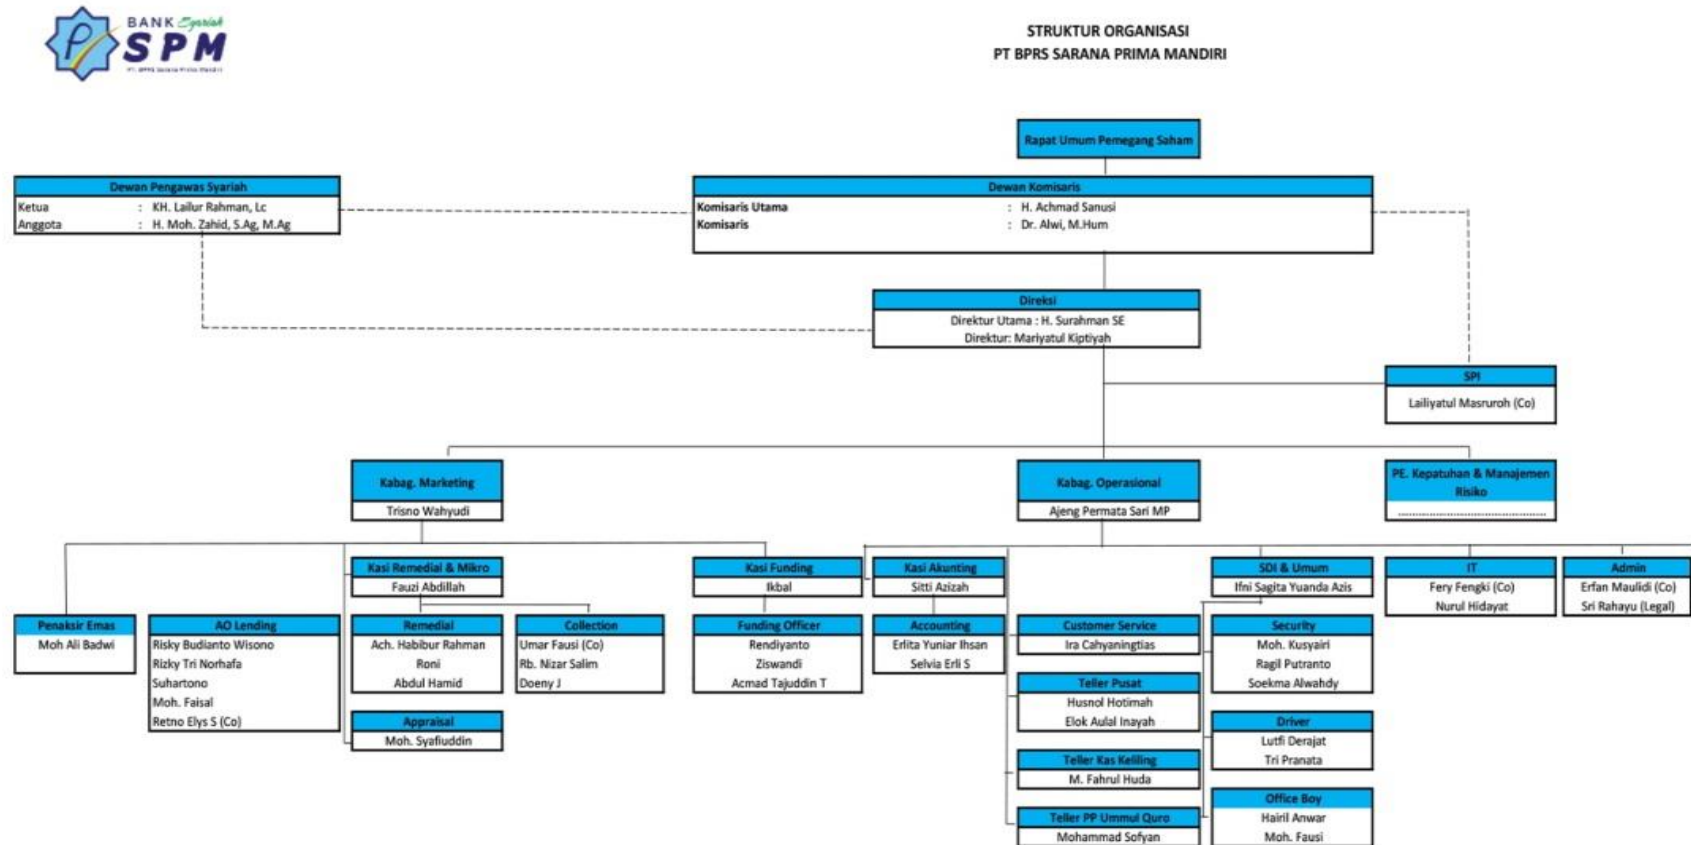 BANK Syariah
SPM
PT. BPRS Sarana Prima Mandiri
STRUKTUR ORGANISASI
PT BPRS SARANA PRIMA MANDIRI
Rapat Umum Pemegang Saham
Dewan Pengawas Syariah
Ketua : KH. Lailur Rahman, Lc
Anggota : H. Moh. Zahid, S.Ag, M.Ag
Dewan Komisaris
Komisaris Utama : H. Achmad Sanusi
Komisaris : Dr. Alwi, M.Hum
Direksi
Direktur Utama : H. Surahman SE
Direktur: Mariyatul Kiptiyah
SPI
Lailiyatul Masruroh (Co)
Kabag. Marketing
Trisno Wahyudi
Kabag. Operasional
Ajeng Permata Sari MP
PE. Kepatuhan & Manajemen
Risiko
................................................
Kasi Remedial & Mikro
Fauzi Abdillah
Kasi Funding
Ikbal
Kasi Akunting
Sitti Azizah
SDI & Umum
Ifni Sagita Yuanda Azis
IT
Fery Fengki (Co)
Nurul Hidayat
Admin
Erfan Maulidi (Co)
Sri Rahayu (Legal)
Penaksir Emas
Moh Ali Badwi
AO Lending
Risky Budianto Wisono
Rizky Tri Norhafa
Suhartono
Moh. Faisal
Retno Elys S (Co)
Remedial
Ach. Habibur Rahman
Roni
Abdul Hamid
Collection
Umar Fausi (Co)
Rb. Nizar Salim
Doeny J
Funding Officer
Rendiyanto
Ziswandi
Acmad Tajuddin T
Accounting
Erlita Yuniar Ihsan
Selvia Erli S
Customer Service
Ira Cahyaningtias
Security
Moh. Kusyairi
Ragil Putranto
Soekma Alwahdy
Teller Pusat
Husnol Hotimah
Elok Aulal Inayah
Appraisal
Moh. Syafiuddin
Driver
Lutfi Derajat
Tri Pranata
Teller Kas Keliling
M. Fahrul Huda
Office Boy
Hairil Anwar
Moh. Fausi
Teller PP Ummul Quro
Mohammad Sofyan